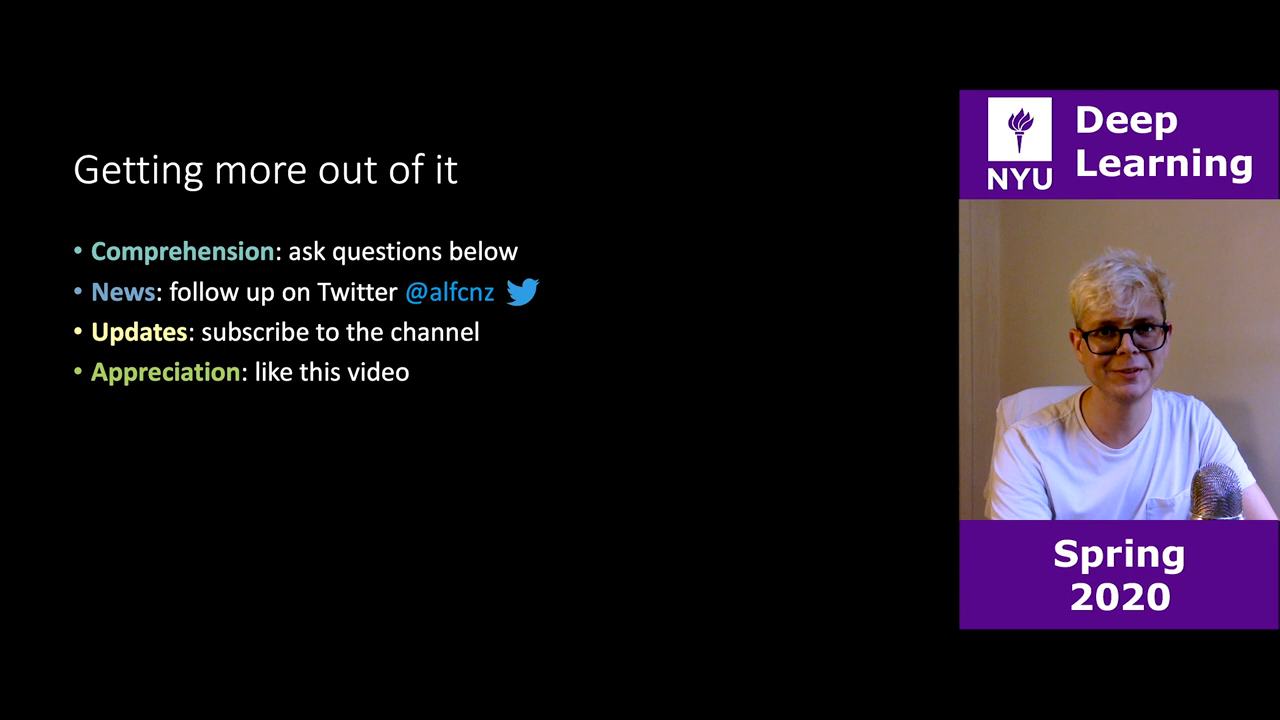 Getting more out of it
• Comprehension: ask questions below
• News: follow up on Twitter @alfcnz
• Updates: subscribe to the channel
• Appreciation: like this video
NYU
Deep
Learning
Spring
2020